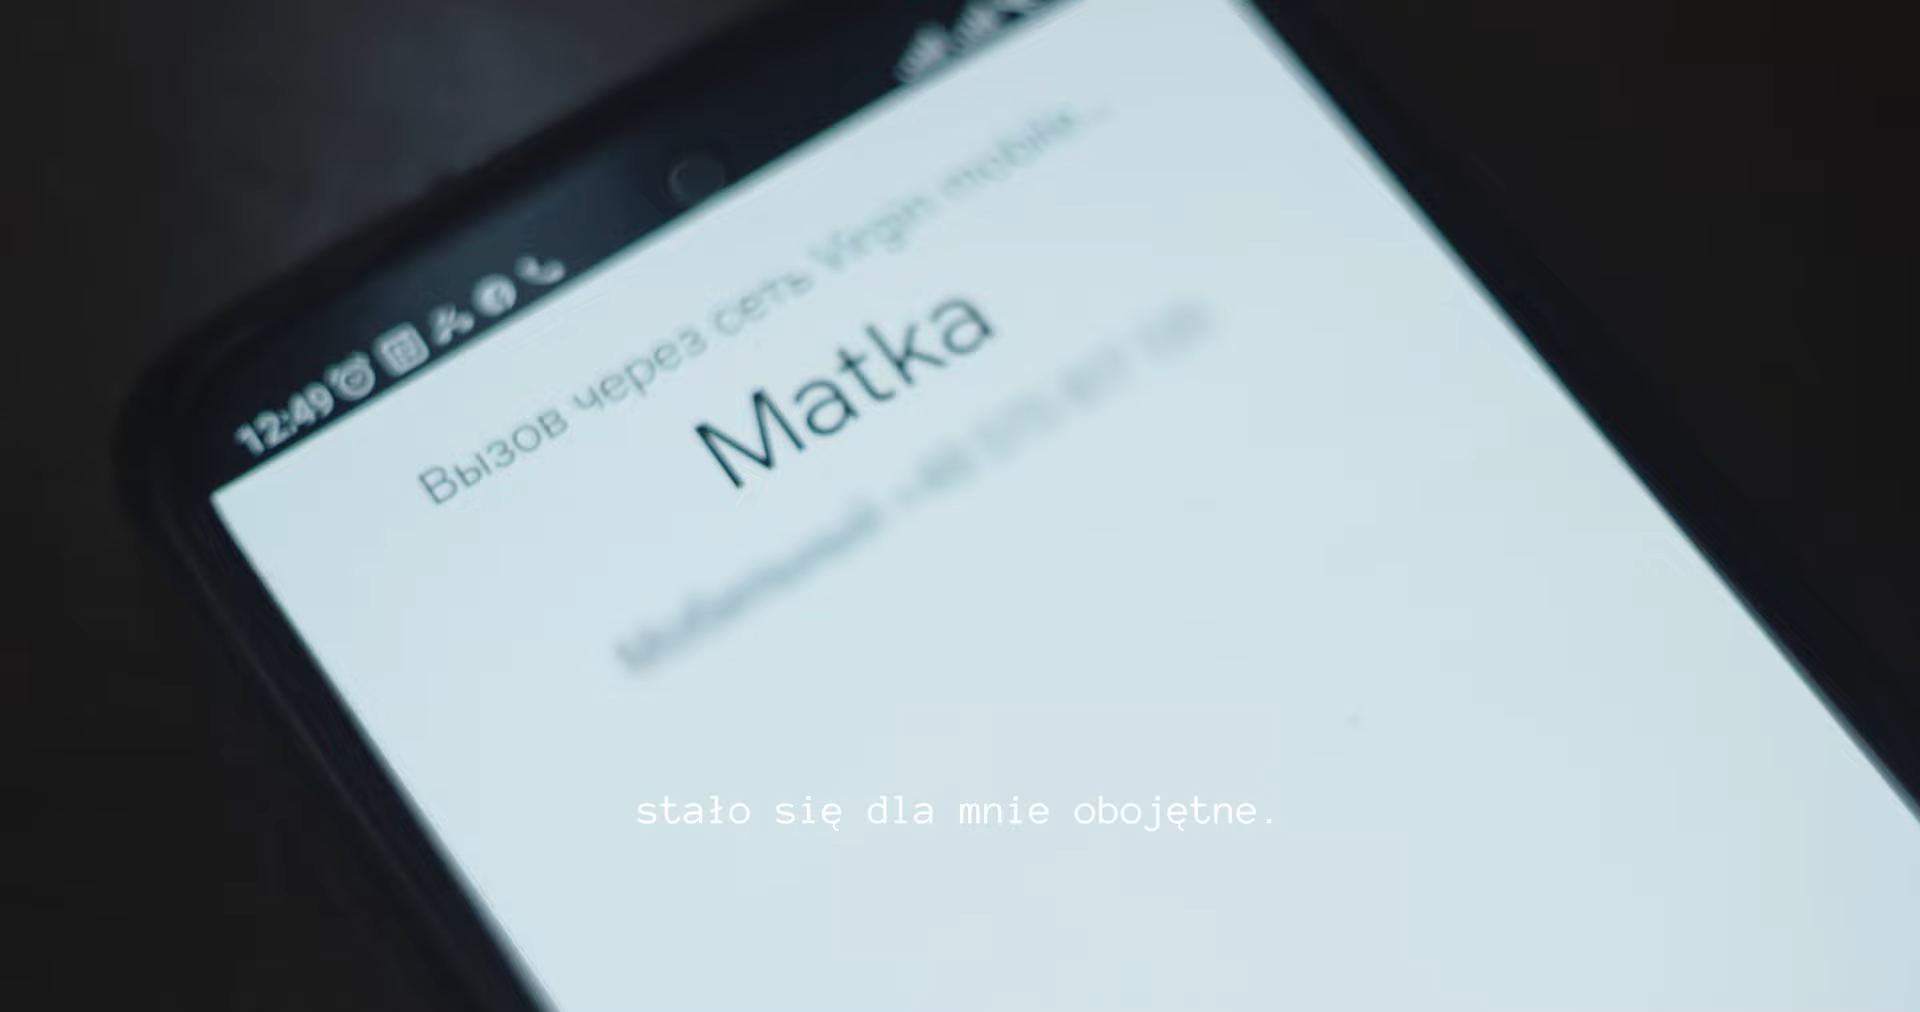 12:49
Вызов через сеть Virgin mobile...
Matka
stało się dla mnie obojętne.